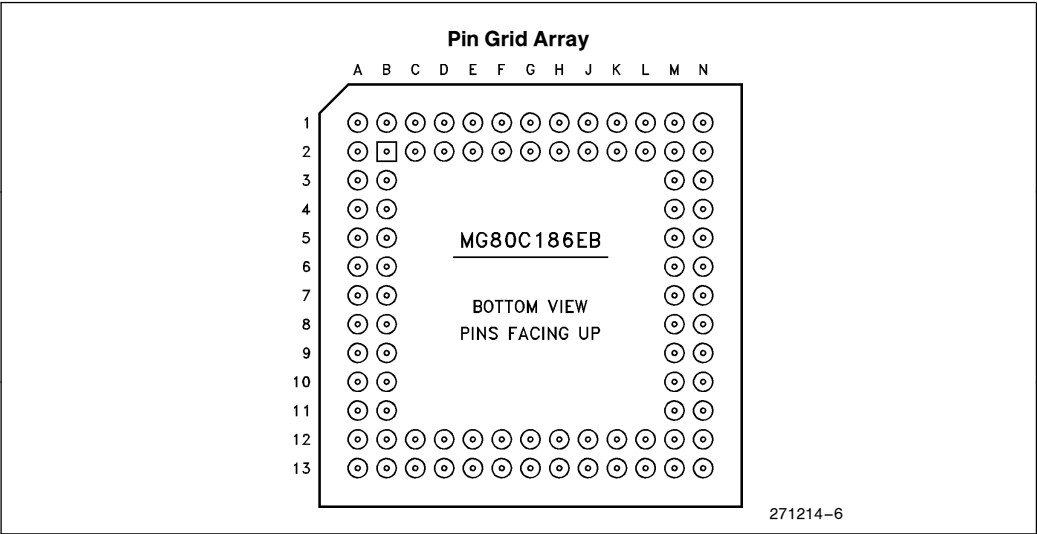 Pin Grid Array
A B C D E F G H J K L M N
1
2
3
4
5
MG80C186EB
6
7
BOTTOM VIEW
8
PINS FACING UP
9
10
11
12
13
271214–6